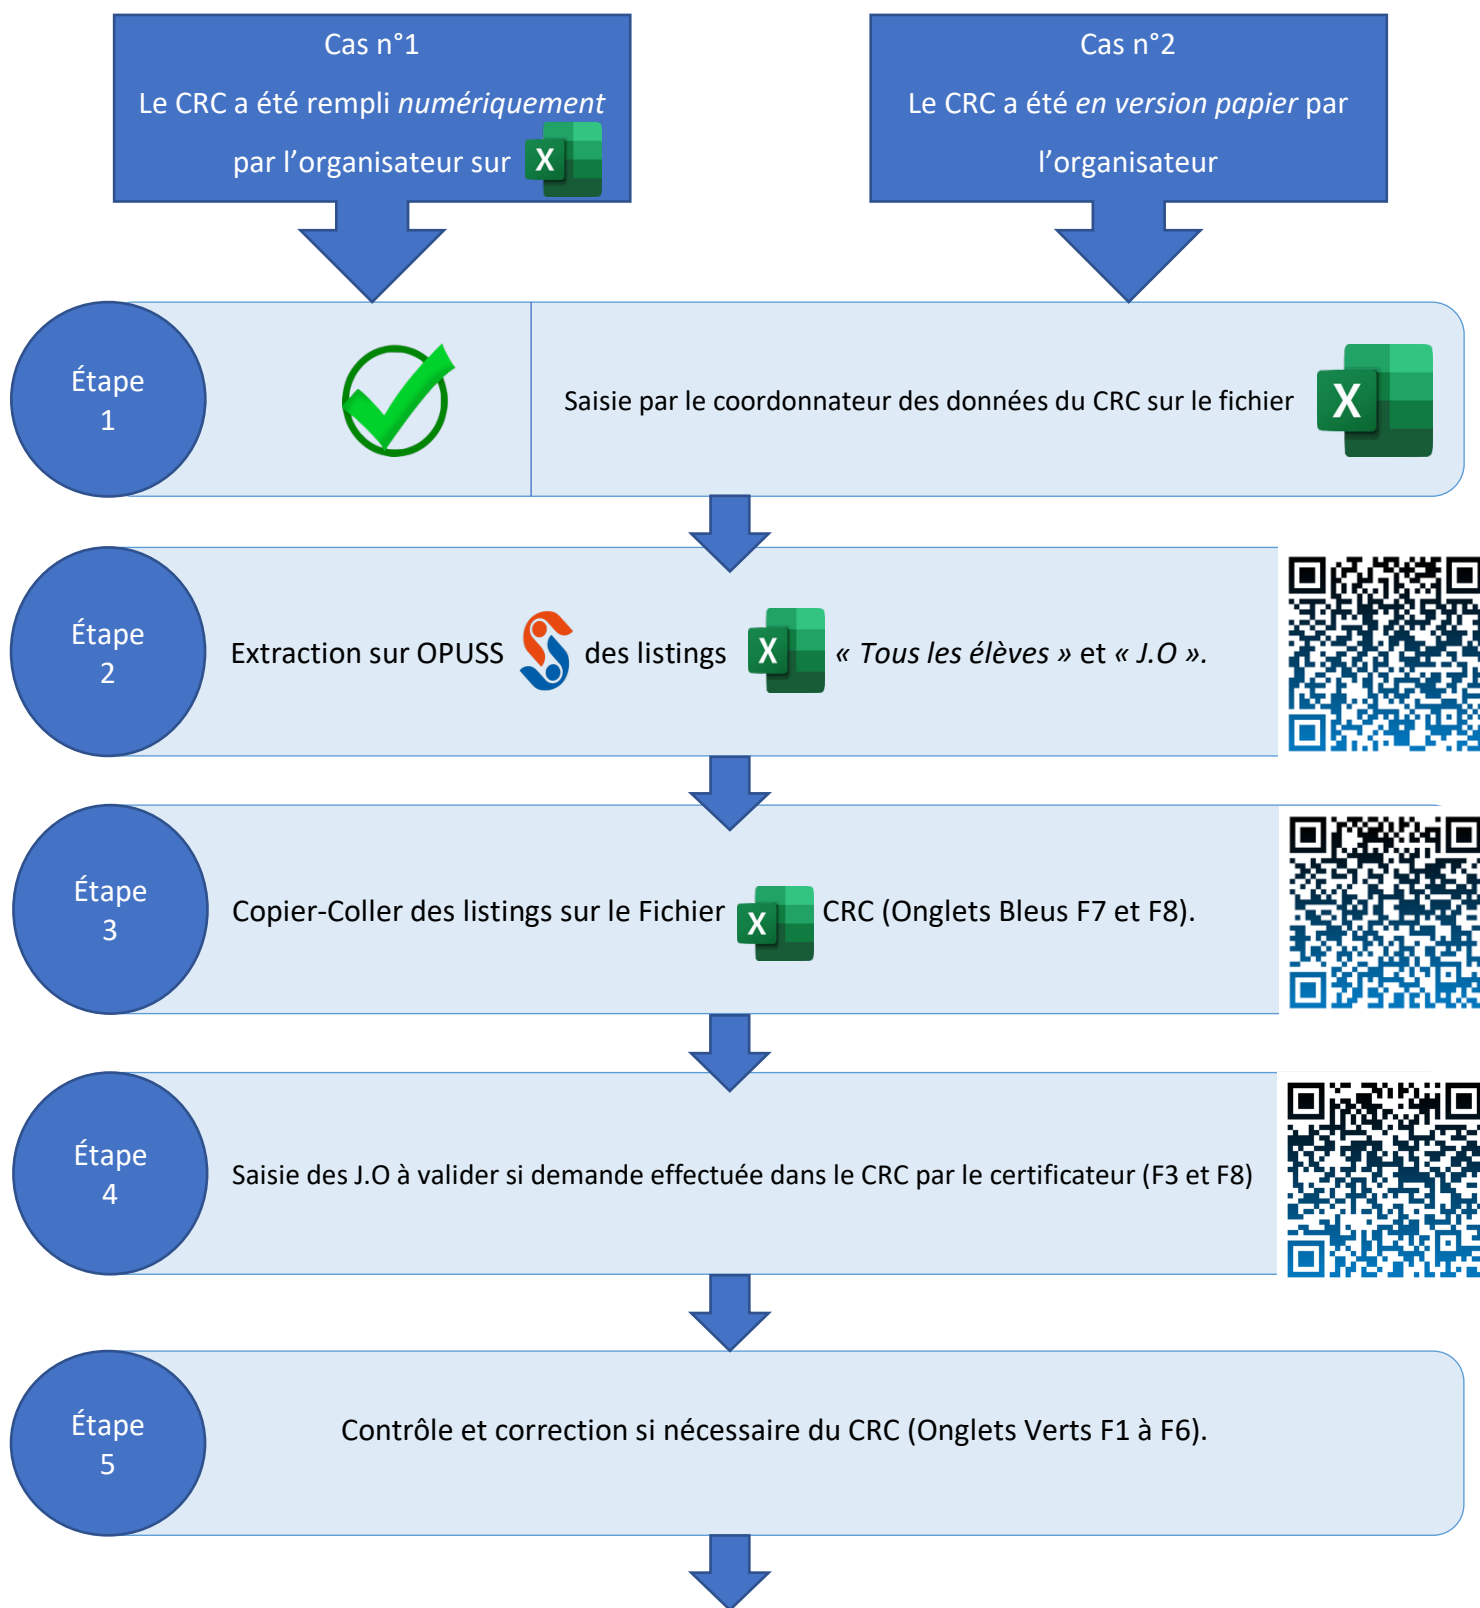 Cas n°1
Le CRC a été rempli numériquement
par l'organisateur sur X
Cas n°2
Le CRC a été en version papier par
l'organisateur
Étape
1
Saisie par le coordonnateur des données du CRC sur le fichier X
Étape
2
Extraction sur OPUSS des listings X « Tous les élèves » et « J.O ».
Étape
3
Copier-Coller des listings sur le Fichier X CRC (Onglets Bleus F7 et F8).
Étape
4
Saisie des J.O à valider si demande effectuée dans le CRC par le certificateur (F3 et F8)
Étape
5
Contrôle et correction si nécessaire du CRC (Onglets Verts F1 à F6).